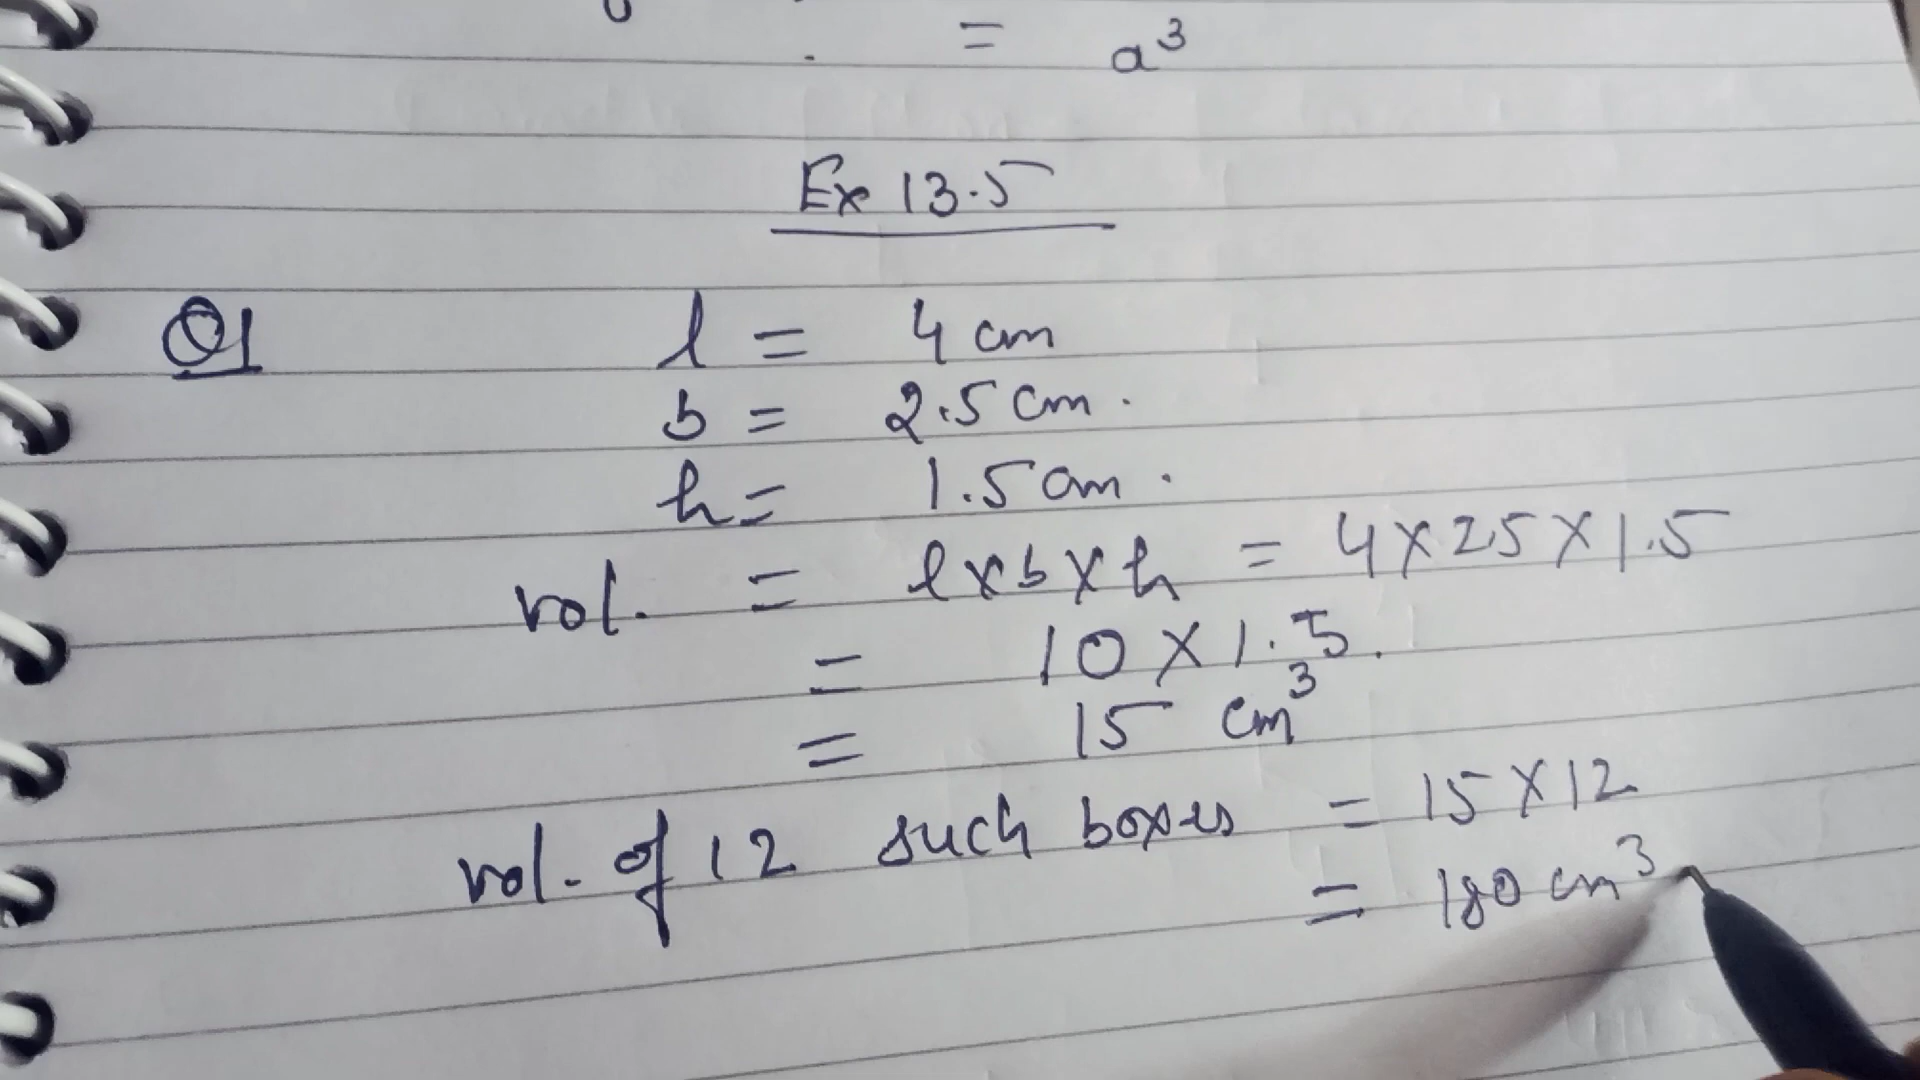 = a³
Ex 13.5
Q1 l = 4 cm
b = 2.5 cm.
h = 1.5 cm.
vol. = l x b x h = 4 x 2.5 x 1.5
= 10 x 1.5.
= 15 cm³
vol. of 12 such boxes = 15 x 12
= 180 cm³